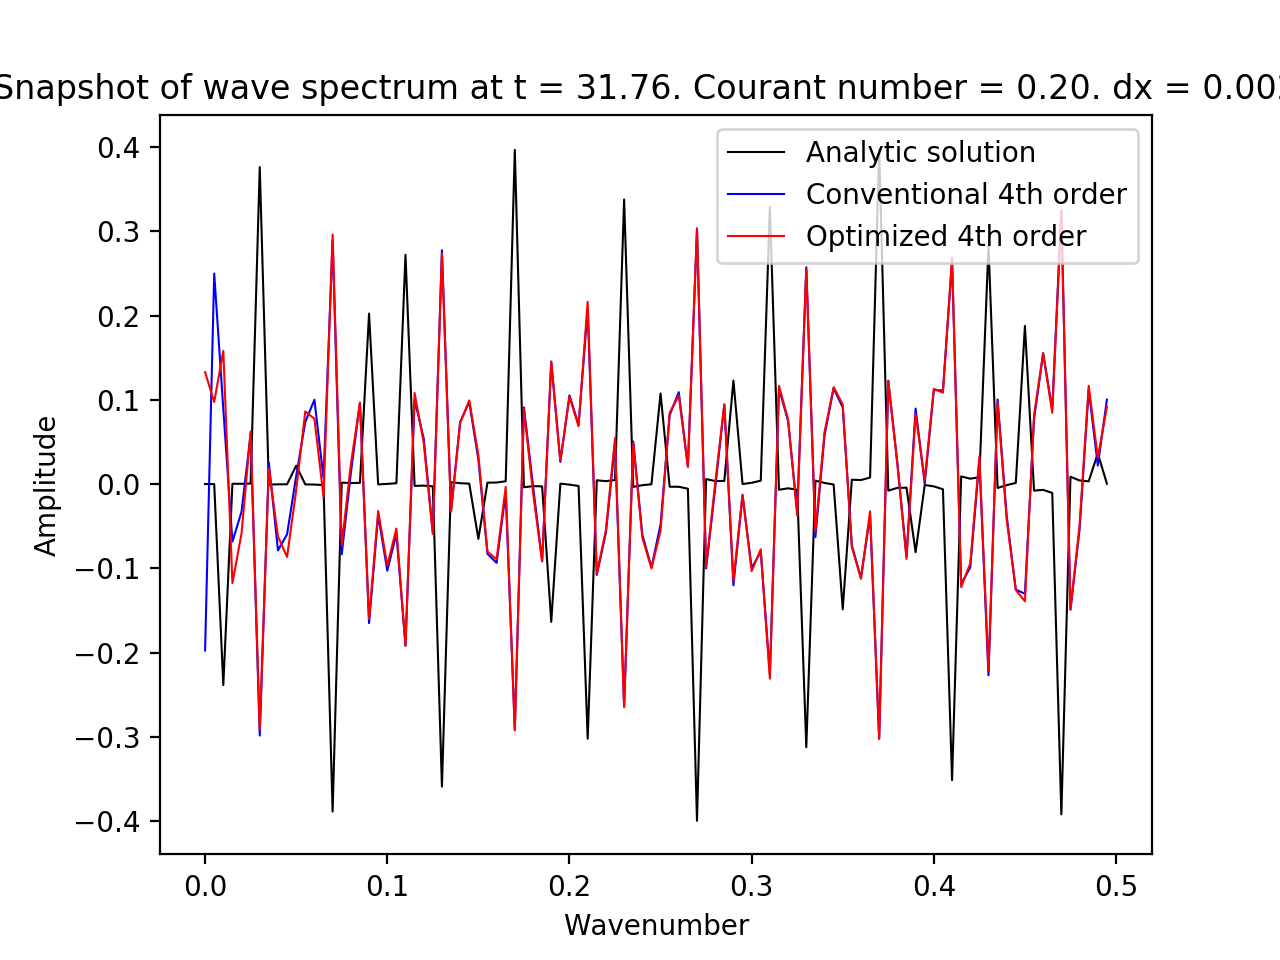 Snapshot of wave spectrum at t = 31.76. Courant number = 0.20. dx = 0.00
Analytic solution
Conventional 4th order
Optimized 4th order
Amplitude
0.4
0.3
0.2
0.1
0.0
−0.1
−0.2
−0.3
−0.4
0.0 0.1 0.2 0.3 0.4 0.5
Wavenumber